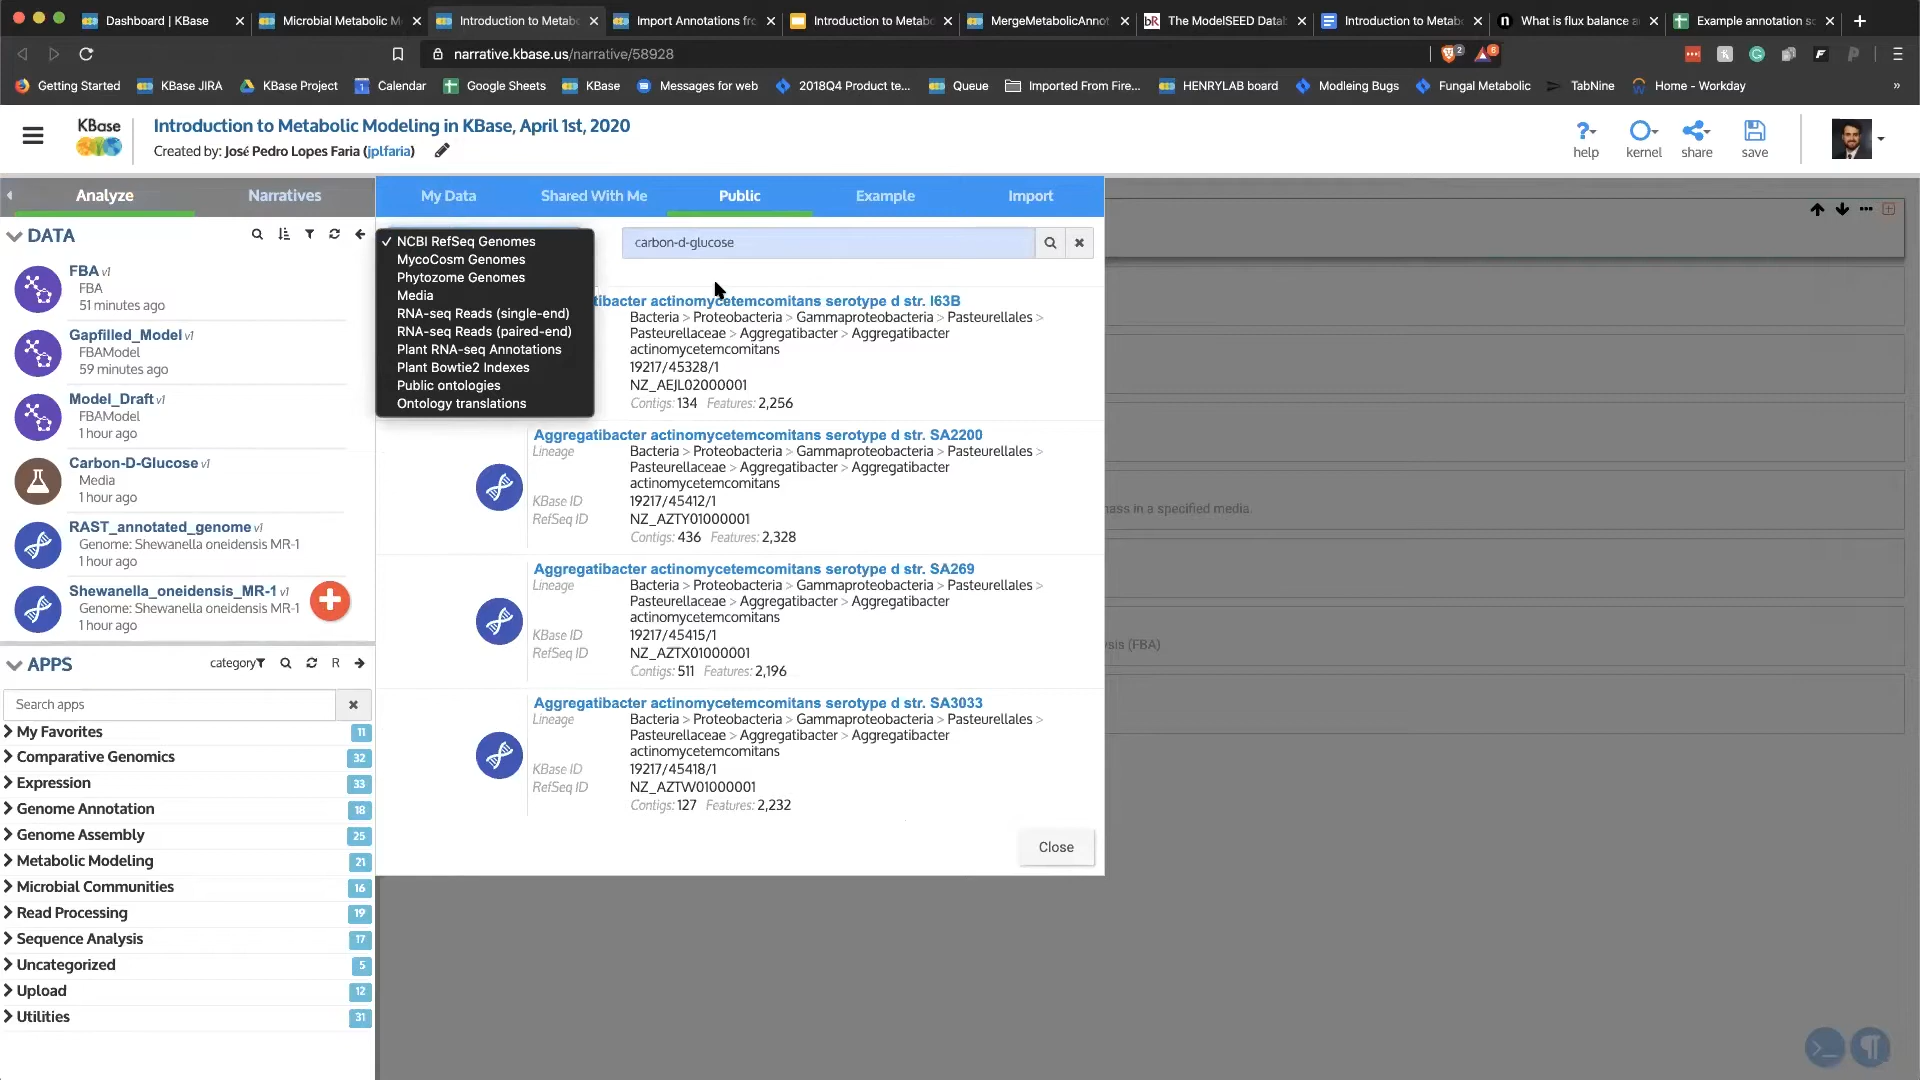 Dashboard | KBase
Microbial Metabolic M
Introduction to Metab
Import Annotations fr
Introduction to Metab
MergeMetabolicAnnot
The ModelSEED Datal
Introduction to Metab
What is flux balance a
Example annotation sc
narrative.kbase.us/narrative/58928
Getting Started
KBase JIRA
KBase Project
Calendar
Google Sheets
KBase
Messages for web
2018Q4 Product te...
Queue
Imported From Fire...
HENRYLAB board
Modleing Bugs
Fungal Metabolic
TabNine
Home - Workday
KBase
Introduction to Metabolic Modeling in KBase, April 1st, 2020
Created by: José Pedro Lopes Faria (jplfaria)
help
kernel
share
save
Analyze
Narratives
My Data
Shared With Me
Public
Example
Import
DATA
FBA v1
FBA
51 minutes ago
Gapfilled_Model v1
FBAModel
59 minutes ago
Model_Draft v1
FBAModel
1 hour ago
Carbon-D-Glucose v1
Media
1 hour ago
RAST_annotated_genome v1
Genome: Shewanella oneidensis MR-1
1 hour ago
Shewanella_oneidensis_MR-1 v1
Genome: Shewanella oneidensis MR-1
1 hour ago
✓ NCBI RefSeq Genomes
MycoCosm Genomes
Phytozome Genomes
Media
RNA-seq Reads (single-end)
RNA-seq Reads (paired-end)
Plant RNA-seq Annotations
Plant Bowtie2 Indexes
Public ontologies
Ontology translations
carbon-d-glucose
tibacter actinomycetemcomitans serotype d str. I63B
Bacteria > Proteobacteria > Gammaproteobacteria > Pasteurellales >
Pasteurellaceae > Aggregatibacter > Aggregatibacter
actinomycetemcomitans
19217/45328/1
NZ_AEJL02000001
Contigs: 134 Features: 2,256
Aggregatibacter actinomycetemcomitans serotype d str. SA2200
Lineage Bacteria > Proteobacteria > Gammaproteobacteria > Pasteurellales >
Pasteurellaceae > Aggregatibacter > Aggregatibacter
actinomycetemcomitans
KBase ID 19217/45412/1
RefSeq ID NZ_AZTY01000001
Contigs: 436 Features: 2,328
Aggregatibacter actinomycetemcomitans serotype d str. SA269
Lineage Bacteria > Proteobacteria > Gammaproteobacteria > Pasteurellales >
Pasteurellaceae > Aggregatibacter > Aggregatibacter
actinomycetemcomitans
KBase ID 19217/45415/1
RefSeq ID NZ_AZTX01000001
Contigs: 511 Features: 2,196
Aggregatibacter actinomycetemcomitans serotype d str. SA3033
Lineage Bacteria > Proteobacteria > Gammaproteobacteria > Pasteurellales >
Pasteurellaceae > Aggregatibacter > Aggregatibacter
actinomycetemcomitans
KBase ID 19217/45418/1
RefSeq ID NZ_AZTW01000001
Contigs: 127 Features: 2,232
Close
ass in a specified media.
sis (FBA)
APPS
category
R
Search apps
My Favorites 11
Comparative Genomics 32
Expression 33
Genome Annotation 18
Genome Assembly 25
Metabolic Modeling 21
Microbial Communities 16
Read Processing 19
Sequence Analysis 17
Uncategorized 5
Upload 12
Utilities 31